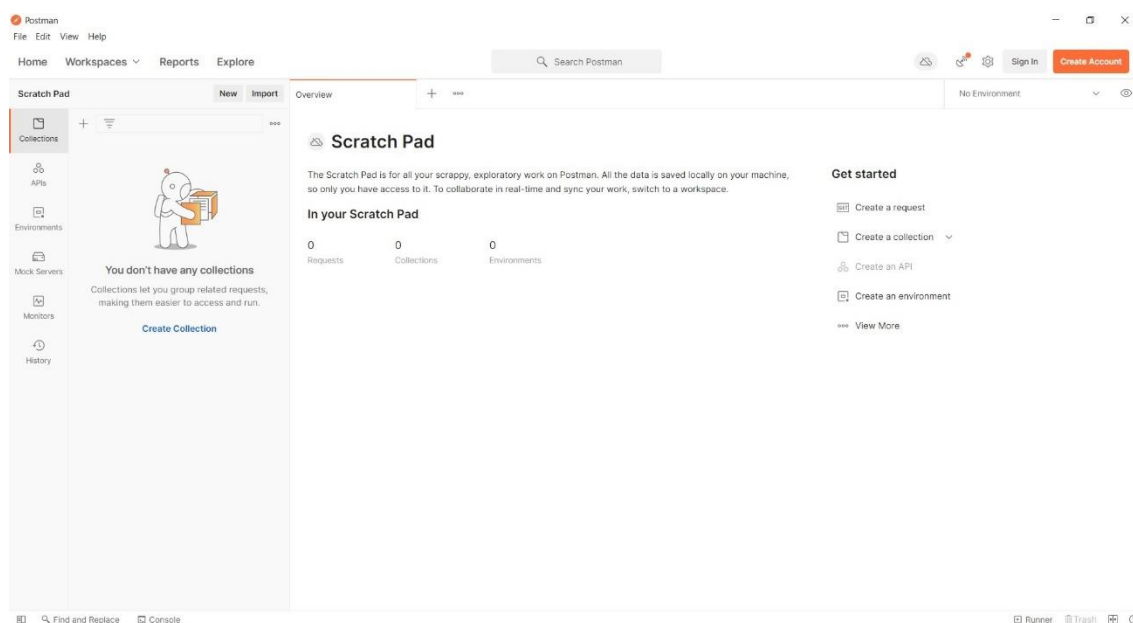 Postman
File Edit View Help
Home Workspaces Reports Explore
Search Postman
Sign In
Create Account
Scratch Pad
New
Import
Overview
No Environment
Collections
APIs
Environments
Mock Servers
Monitors
History
You don't have any collections
Collections let you group related requests,
making them easier to access and run.
Create Collection
Scratch Pad
The Scratch Pad is for all your scrappy, exploratory work on Postman. All the data is saved locally on your machine,
so only you have access to it. To collaborate in real-time and sync your work, switch to a workspace.
In your Scratch Pad
0 0 0
Requests Collections Environments
Get started
GET Create a request
Create a collection
Create an API
Create an environment
View More
Find and Replace Console
Runner Trash